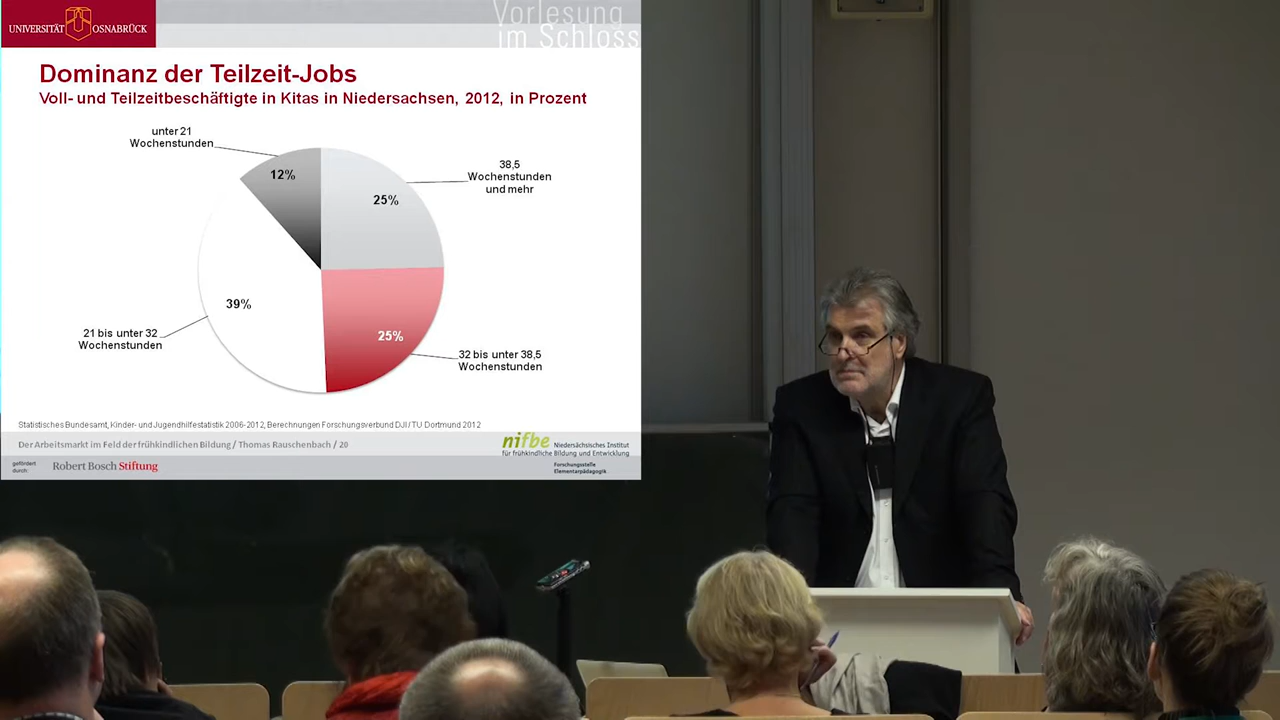 UNIVERSITÄT OSNABRÜCK
Vorlesung
im Schloss
Dominanz der Teilzeit-Jobs
Voll- und Teilzeitbeschäftigte in Kitas in Niedersachsen, 2012, in Prozent
unter 21
Wochenstunden
12%
38,5
Wochenstunden
und mehr
25%
39%
21 bis unter 32
Wochenstunden
25%
32 bis unter 38,5
Wochenstunden
Statistisches Bundesamt, Kinder- und Jugendhilfestatistik 2006-2012, Berechnungen Forschungsverbund DJI / TU Dortmund 2012
Der Arbeitsmarkt im Feld der frühkindlichen Bildung / Thomas Rauschenbach / 20
nifbe Niedersächsisches Institut
für frühkindliche Bildung und Entwicklung
Forschungsstelle
Elementarpädagogik
gefördert
durch:
Robert Bosch Stiftung